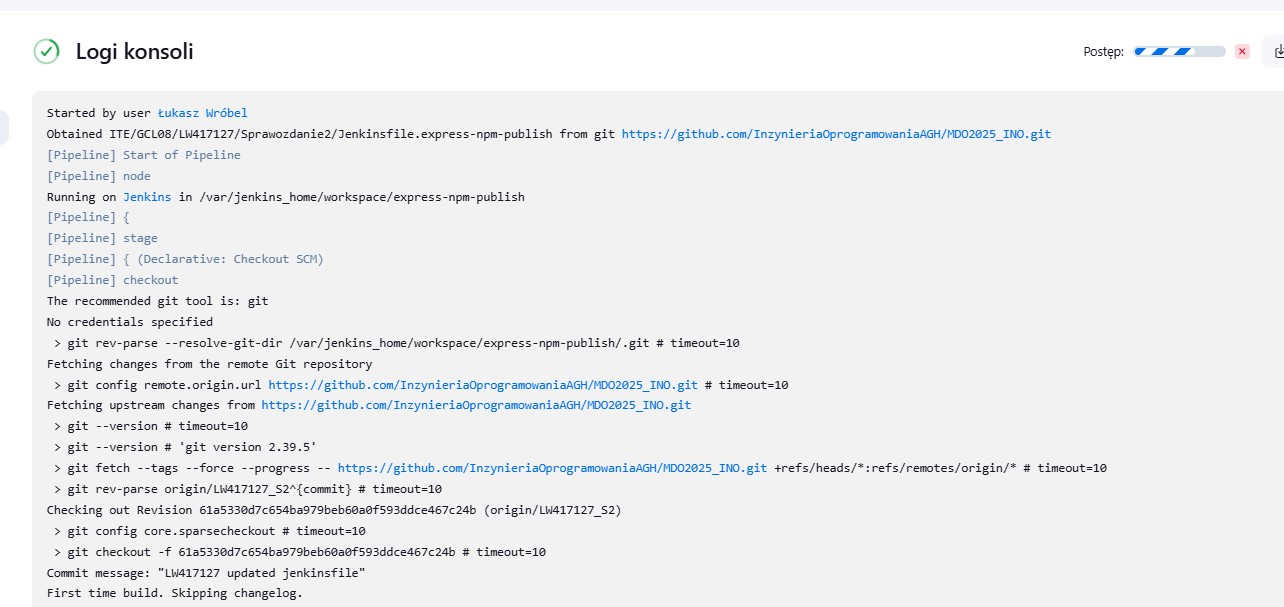 Logi konsoli
Postęp:
Started by user Łukasz Wróbel
Obtained ITE/GCL08/LW417127/Sprawozdanie2/Jenkinsfile.express-npm-publish from git https://github.com/InzynieriaOprogramowaniaAGH/MDO2025_INO.git
[Pipeline] Start of Pipeline
[Pipeline] node
Running on Jenkins in /var/jenkins_home/workspace/express-npm-publish
[Pipeline] {
[Pipeline] stage
[Pipeline] { (Declarative: Checkout SCM)
[Pipeline] checkout
The recommended git tool is: git
No credentials specified
> git rev-parse --resolve-git-dir /var/jenkins_home/workspace/express-npm-publish/.git # timeout=10
Fetching changes from the remote Git repository
> git config remote.origin.url https://github.com/InzynieriaOprogramowaniaAGH/MDO2025_INO.git # timeout=10
Fetching upstream changes from https://github.com/InzynieriaOprogramowaniaAGH/MDO2025_INO.git
> git --version # timeout=10
> git --version # 'git version 2.39.5'
> git fetch --tags --force --progress -- https://github.com/InzynieriaOprogramowaniaAGH/MDO2025_INO.git +refs/heads/*:refs/remotes/origin/* # timeout=10
> git rev-parse origin/LW417127_S2^{commit} # timeout=10
Checking out Revision 61a5330d7c654ba979beb60a0f593ddce467c24b (origin/LW417127_S2)
> git config core.sparsecheckout # timeout=10
> git checkout -f 61a5330d7c654ba979beb60a0f593ddce467c24b # timeout=10
Commit message: "LW417127 updated jenkinsfile"
First time build. Skipping changelog.